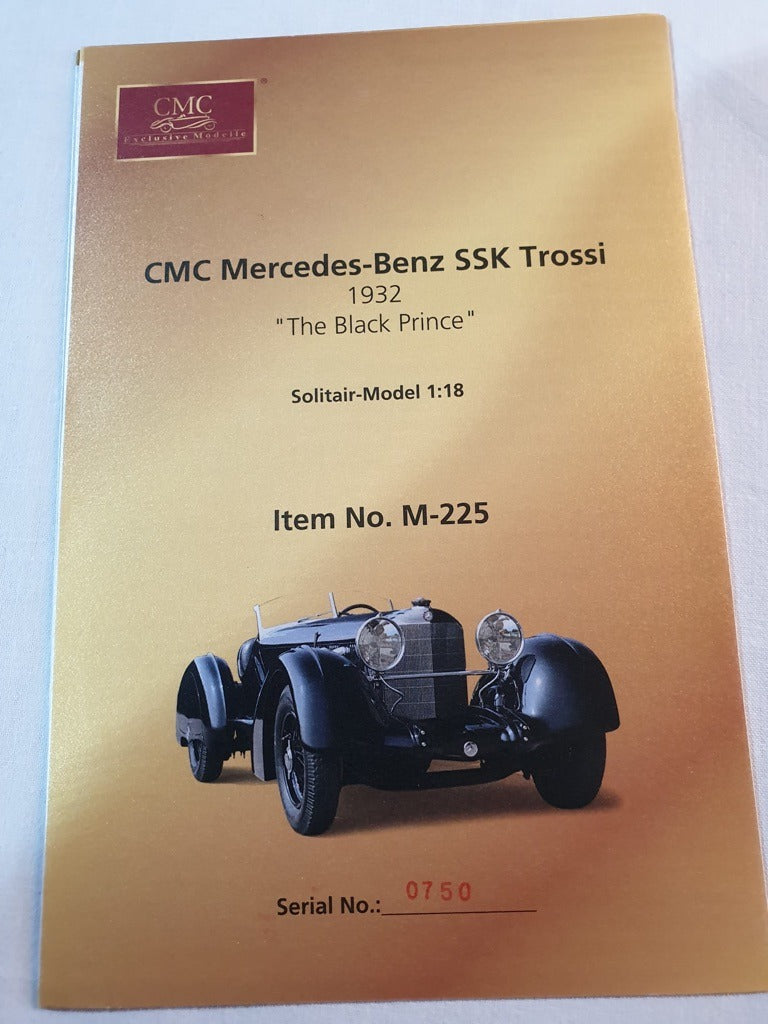 CMC
Exclusive Modelle
®
CMC Mercedes-Benz SSK Trossi
1932
"The Black Prince"
Solitair-Model 1:18
Item No. M-225
Serial No.: 0750